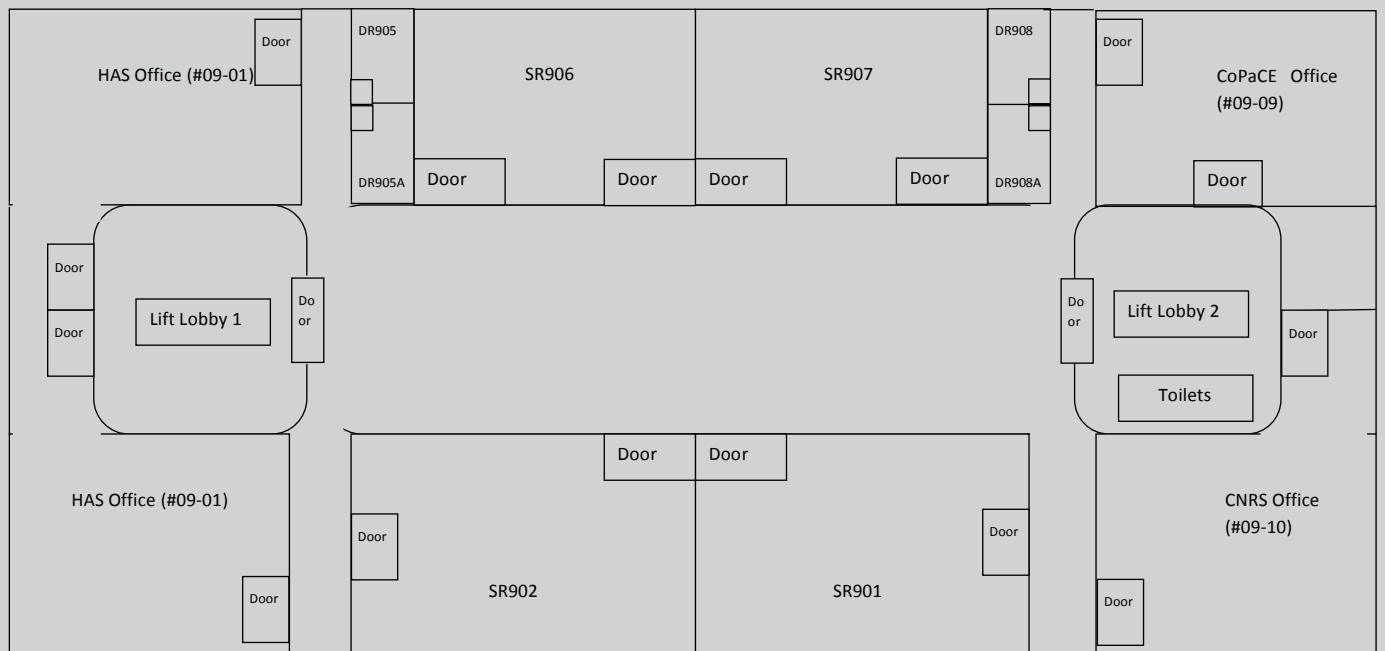 DR905
DR908
Door
Door
HAS Office (#09-01)
SR906
SR907
CoPaCE Office
(#09-09)
DR905A
Door
Door
Door
Door
DR908A
Door
Door
Door
Lift Lobby 1
Do
or
Do
or
Lift Lobby 2
Door
Toilets
Door
Door
HAS Office (#09-01)
CNRS Office
(#09-10)
Door
Door
SR902
SR901
Door
Door